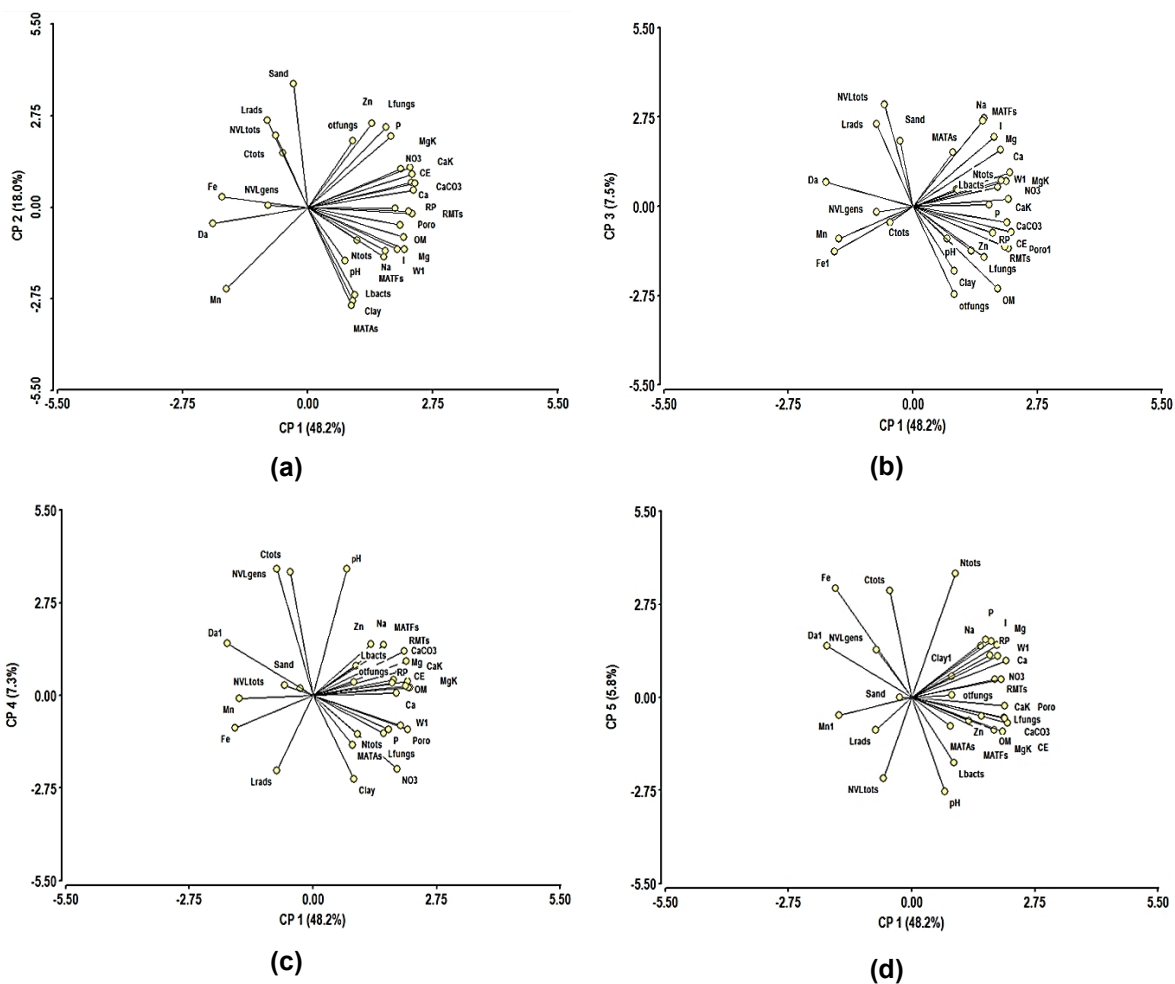 5.50
Sand
Zn
Lfungs
Lrads
2.75
otfungs
P
NVLtots
MgK
Ctots
NO3
CaK
CE
CP 2 (18.0%)
Fe
NVLgens
CaCO3
Ca
0.00
RP
RMTs
Da
Poro
OM
Ntots
I
Mg
Na
pH
W1
MATFs
-2.75
Mn
Lbacts
Clay
MATAs
-5.50
-5.50
-2.75
0.00
2.75
5.50
CP 1 (48.2%)
(a)
5.50
NVLtots
Na
MATFs
2.75
Sand
I
Lrads
MATAs
Mg
Ca
Ntots
W1
MgK
Da
Lbacts
NO3
CP 3 (7.5%)
CaK
0.00
NVLgens
P
Ctots
CaCO3
Mn
RP
CE
Poro1
pH
Zn
Fe1
RMTs
Lfungs
Clay
-2.75
otfungs
OM
-5.50
-5.50
-2.75
0.00
2.75
5.50
CP 1 (48.2%)
(b)
5.50
Ctots
pH
NVLgens
2.75
Da1
Zn
Na
MATFs
RMTs
Lbacts
CaCO3
Sand
Mg
CaK
otfungs
RP
CE
CP 4 (7.3%)
NVLtots
MgK
OM
0.00
Mn
Ca
W1
Fe
Ntots
P
Poro
MATAs
Lfungs
Lrads
NO3
Clay
-2.75
-5.50
-5.50
-2.75
0.00
2.75
5.50
CP 1 (48.2%)
(c)
5.50
Ntots
Fe
Ctots
2.75
P
I
Da1
NVLgens
Na
Mg
RP
W1
Clay1
Ca
NO3
CP 5 (5.8%)
Sand
otfungs
RMTs
0.00
CaK
Poro
Mn1
Lfungs
Lrads
Zn
CaCO3
OM
MATAs
MATFs
MgK
CE
Lbacts
NVLtots
-2.75
pH
-5.50
-5.50
-2.75
0.00
2.75
5.50
CP 1 (48.2%)
(d)